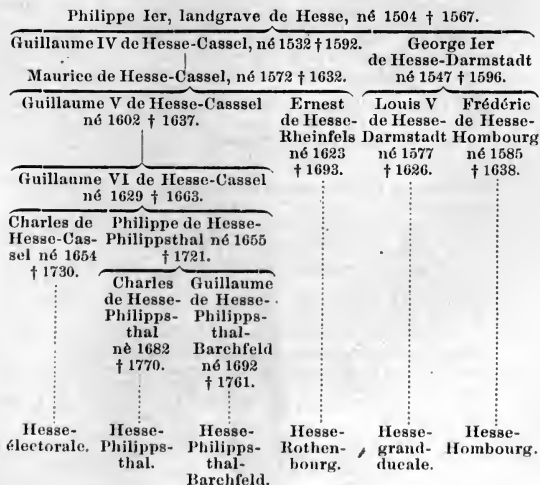 Philippe Ier, landgrave de Hesse, né 1504 † 1567.
Guillaume IV de Hesse-Cassel, né 1532 † 1592.
George Ier
de Hesse-Darmstadt
né 1547 † 1596.
Maurice de Hesse-Cassel, né 1572 † 1632.
Guillaume V de Hesse-Casssel
né 1602 † 1637.
Ernest
de Hesse-
Rheinfels
né 1623
† 1693.
Louis V
de Hesse-
Darmstadt
né 1577
† 1626.
Frédéric
de Hesse-
Hombourg
né 1585
† 1638.
Guillaume VI de Hesse-Cassel
né 1629 † 1663.
Charles de
Hesse-Cas-
sel né 1654
† 1730.
Philippe de Hesse-
Philippsthal né 1655
† 1721.
Charles
de Hesse-
Philipps-
thal
nè 1682
† 1770.
Guillaume
de Hesse-
Philipps-
thal-
Barchfeld
né 1692
† 1761.
Hesse-
électorale.
Hesse-
Philipps-
thal.
Hesse-
Philipps-
thal-
Barchfeld.
Hesse-
Rothen-
bourg.
Hesse-
grand-
ducale.
Hesse-
Hombourg.